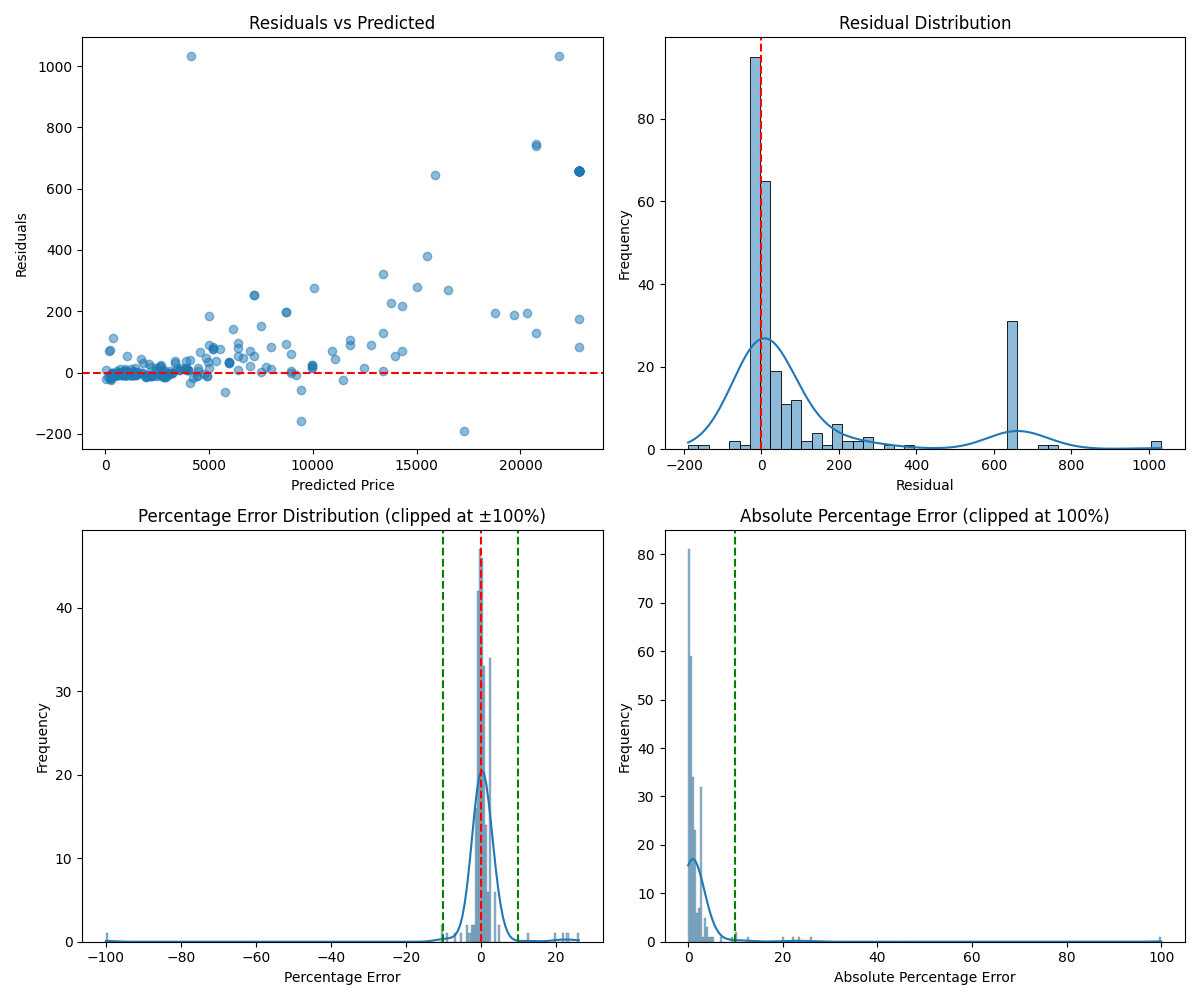 Residuals vs Predicted
1000
800
600
400
200
0
−200
Residuals
0 5000 10000 15000 20000
Predicted Price
Residual Distribution
80
60
40
20
0
Frequency
−200 0 200 400 600 800 1000
Residual
Percentage Error Distribution (clipped at ±100%)
40
30
20
10
0
Frequency
−100 −80 −60 −40 −20 0 20
Percentage Error
Absolute Percentage Error (clipped at 100%)
80
70
60
50
40
30
20
10
0
Frequency
0 20 40 60 80 100
Absolute Percentage Error